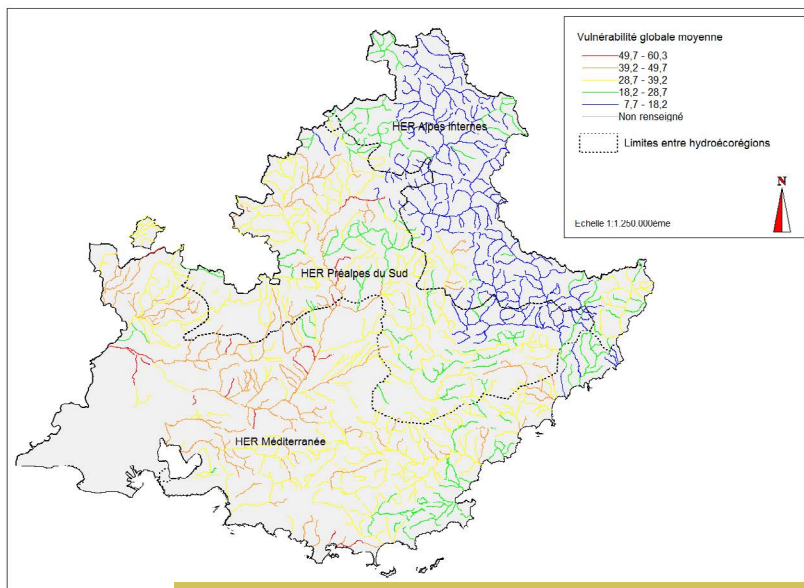 Vulnérabilité globale moyenne
49,7 - 60,3
39,2 - 49,7
28,7 - 39,2
18,2 - 28,7
7,7 - 18,2
Non renseigné
Limites entre hydroécorégions
N
Echelle 1:1.250.000ème
HER Alpes Internes
HER Préalpes du Sud
HER Méditerranée